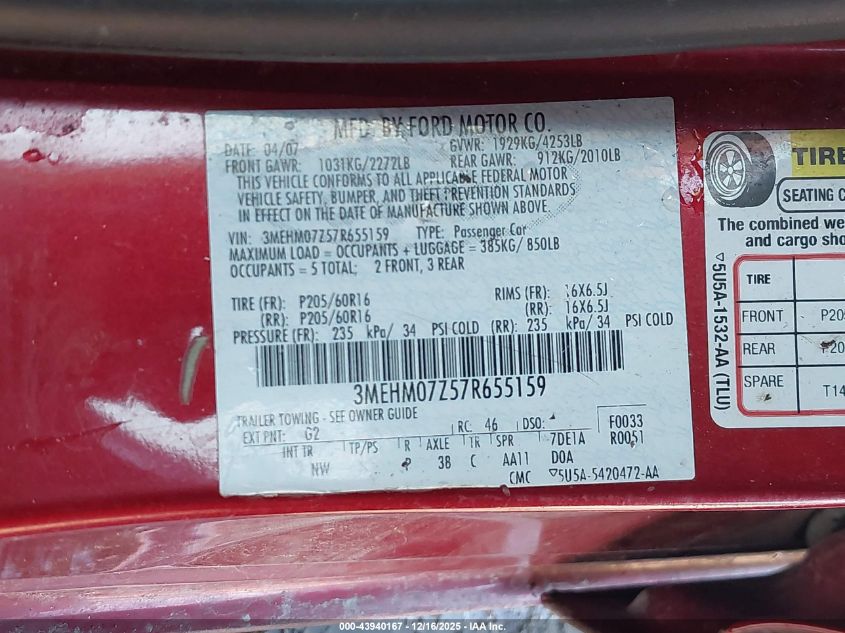 MFD. BY FORD MOTOR CO.
DATE: 04/07 GVWR: 1929KG/4253LB
FRONT GAWR: 1031KG/2272LB REAR GAWR: 912KG/2010LB
THIS VEHICLE CONFORMS TO ALL APPLICABLE FEDERAL MOTOR
VEHICLE SAFETY, BUMPER, AND THEFT PREVENTION STANDARDS
IN EFFECT ON THE DATE OF MANUFACTURE SHOWN ABOVE.
VIN: 3MEHM07Z57R655159 TYPE: Passenger Car
MAXIMUM LOAD = OCCUPANTS + LUGGAGE = 385KG/ 850LB
OCCUPANTS = 5 TOTAL; 2 FRONT, 3 REAR
TIRE (FR): P205/60R16 RIMS (FR): 16X6.5J
(RR): P205/60R16 (RR): 16X6.5J
PRESSURE (FR): 235 kPa/ 34 PSI COLD (RR): 235 kPa/ 34 PSI COLD
3MEHM07Z57R655159
TRAILER TOWING - SEE OWNER GUIDE
EXT PNT: G2 RC: 46 DSO: F0033
INT TR TP/PS R AXLE TR SPR 7DE1A R0051
NW P 3B C AA11 D0A
CMC 5U5A-5420472-AA
TIRE
SEATING C
The combined we
and cargo sho
TIRE
FRONT P20
REAR P20
SPARE T14
5U5A-1532-AA (TLU)
000-43940167 - 12/16/2025 - IAA Inc.